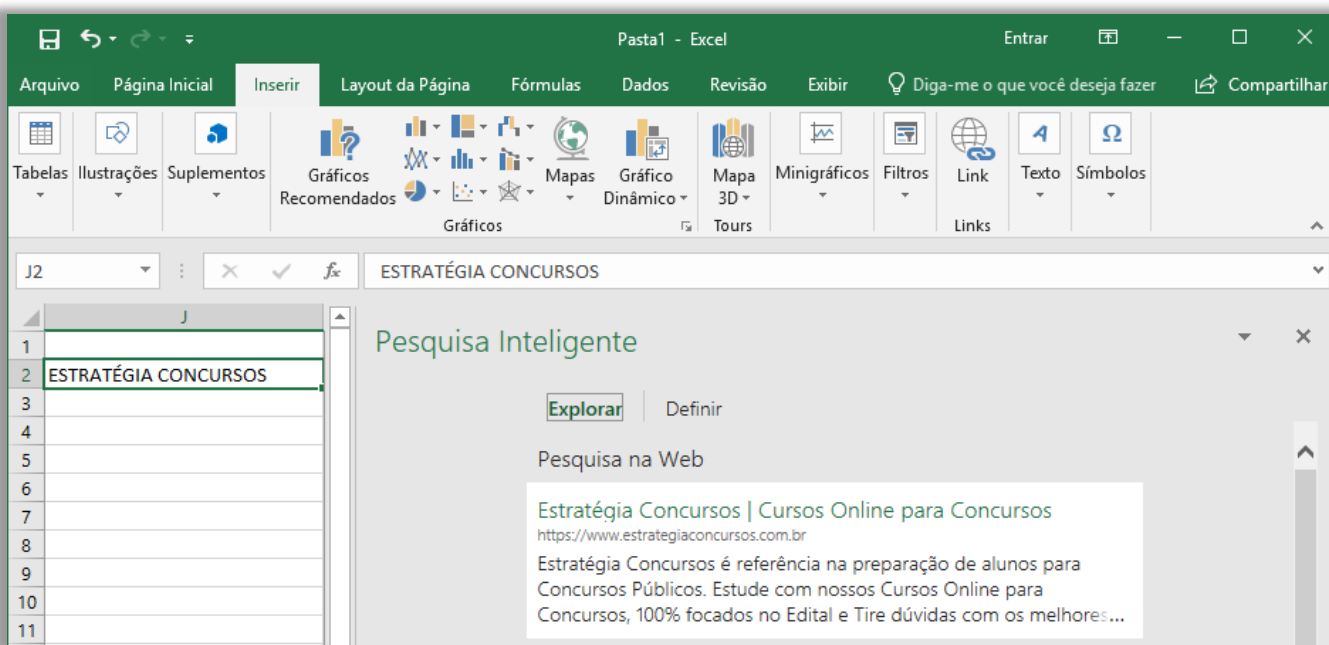 Pasta1 - Excel Entrar
Arquivo Página Inicial Inserir Layout da Página Fórmulas Dados Revisão Exibir Diga-me o que você deseja fazer Compartilhar
Tabelas Ilustrações Suplementos Gráficos Recomendados Mapas Gráfico Dinâmico Mapa 3D Minigráficos Filtros Link Texto Símbolos
Gráficos Tours Links
J2 fx ESTRATÉGIA CONCURSOS
J
Pesquisa Inteligente
1
2 ESTRATÉGIA CONCURSOS
3
4
5
6
7
8
9
10
11
Explorar Definir
Pesquisa na Web
Estratégia Concursos | Cursos Online para Concursos
https://www.estrategiaconcursos.com.br
Estratégia Concursos é referência na preparação de alunos para
Concursos Públicos. Estude com nossos Cursos Online para
Concursos, 100% focados no Edital e Tire dúvidas com os melhores...